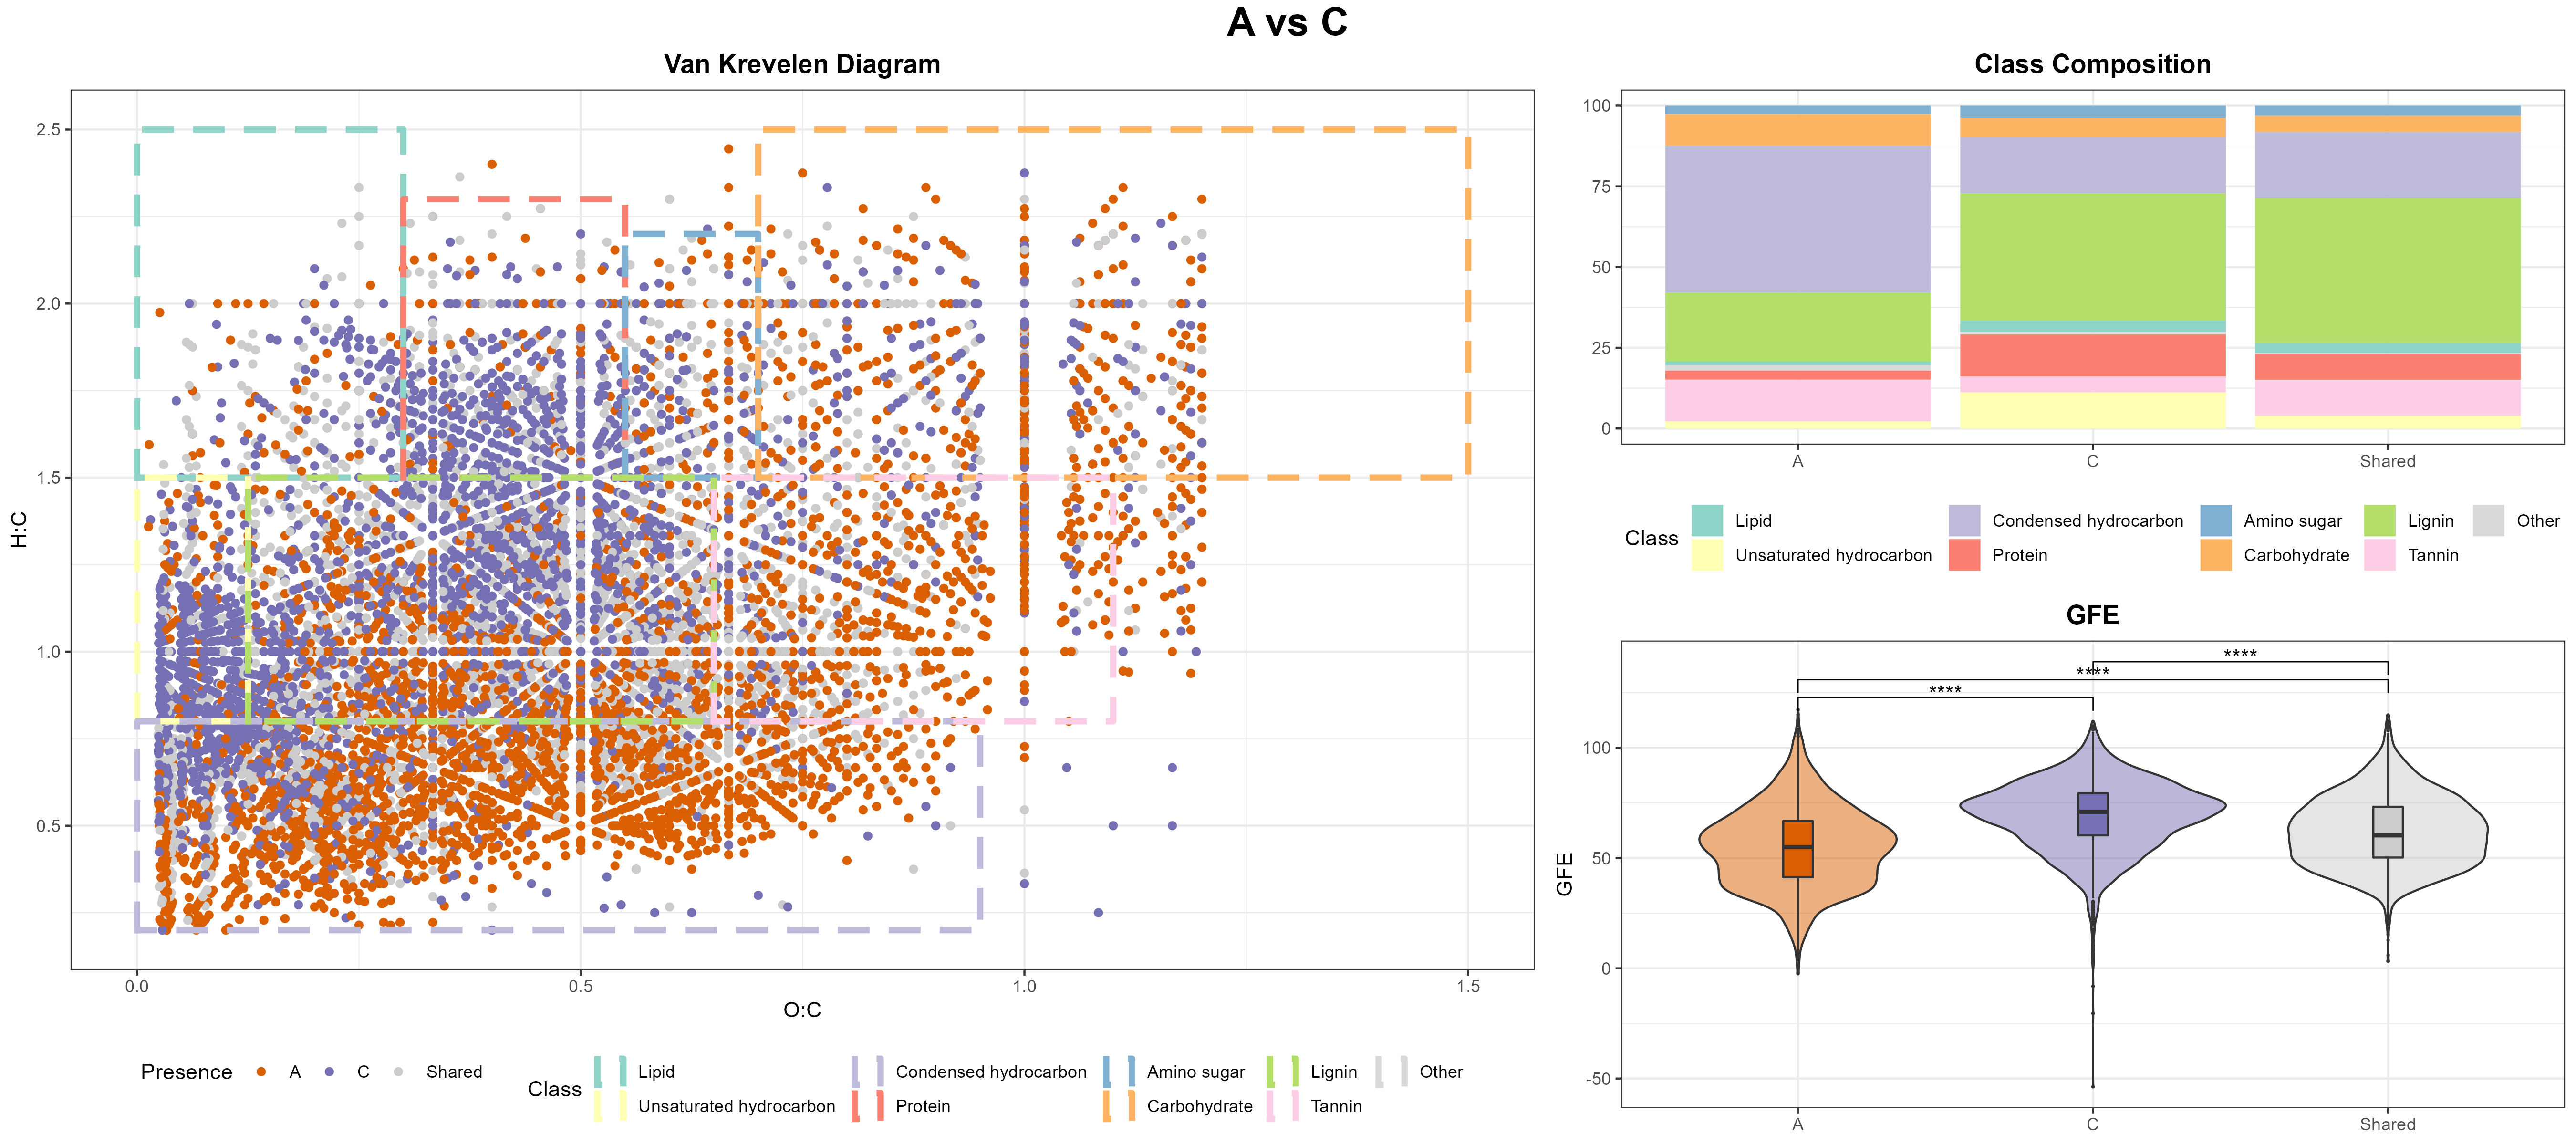 A vs C
Van Krevelen Diagram
H:C
2.5
2.0
1.5
1.0
0.5
0.0 0.5 1.0 1.5
O:C
Presence A C Shared
Class Lipid Condensed hydrocarbon Amino sugar Lignin Other
Unsaturated hydrocarbon Protein Carbohydrate Tannin
Class Composition
100
75
50
25
0
A C Shared
Class Lipid Condensed hydrocarbon Amino sugar Lignin Other
Unsaturated hydrocarbon Protein Carbohydrate Tannin
GFE
GFE
****
****
****
100
50
0
-50
A C Shared